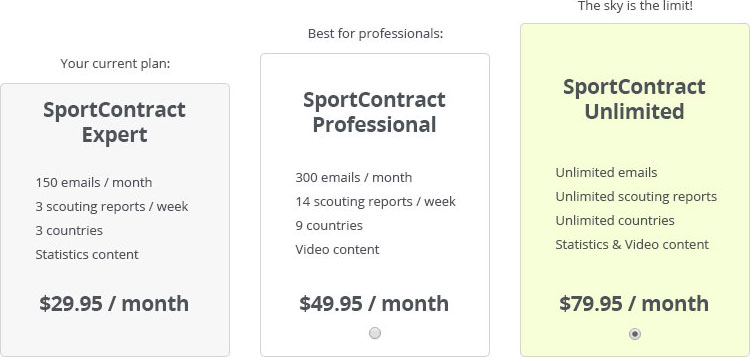 Your current plan:
SportContract
Expert
150 emails / month
3 scouting reports / week
3 countries
Statistics content
$29.95 / month
Best for professionals:
SportContract
Professional
300 emails / month
14 scouting reports / week
9 countries
Video content
$49.95 / month
The sky is the limit!
SportContract
Unlimited
Unlimited emails
Unlimited scouting reports
Unlimited countries
Statistics & Video content
$79.95 / month